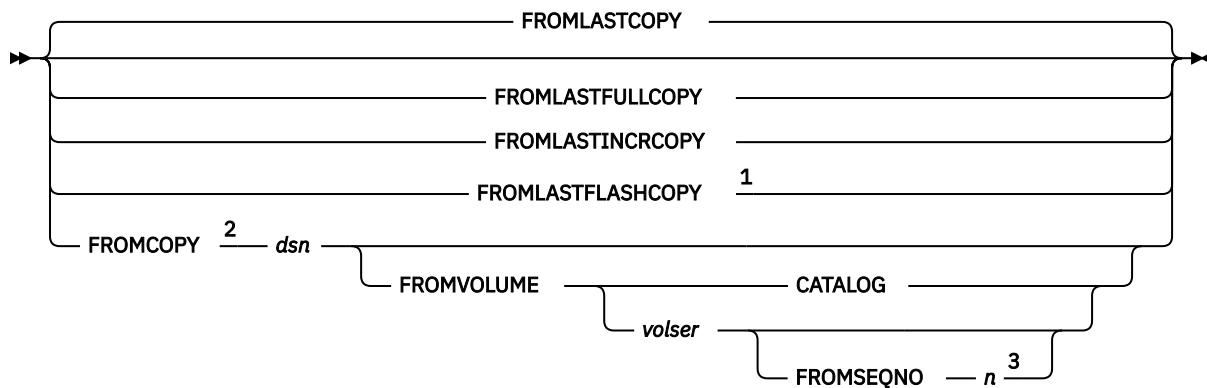 FROMLASTCOPY
FROMLASTFULLCOPY
FROMLASTINCRCOPY
FROMLASTFLASHCOPY 1
FROMCOPY 2 dsn
FROMVOLUME CATALOG
volser
FROMSEQNO n 3